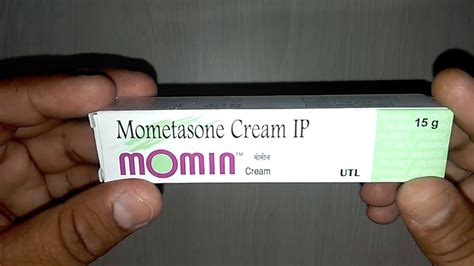 Mometasone Cream IP
15 g
MOMIN™ मोमीन
Cream
UTL